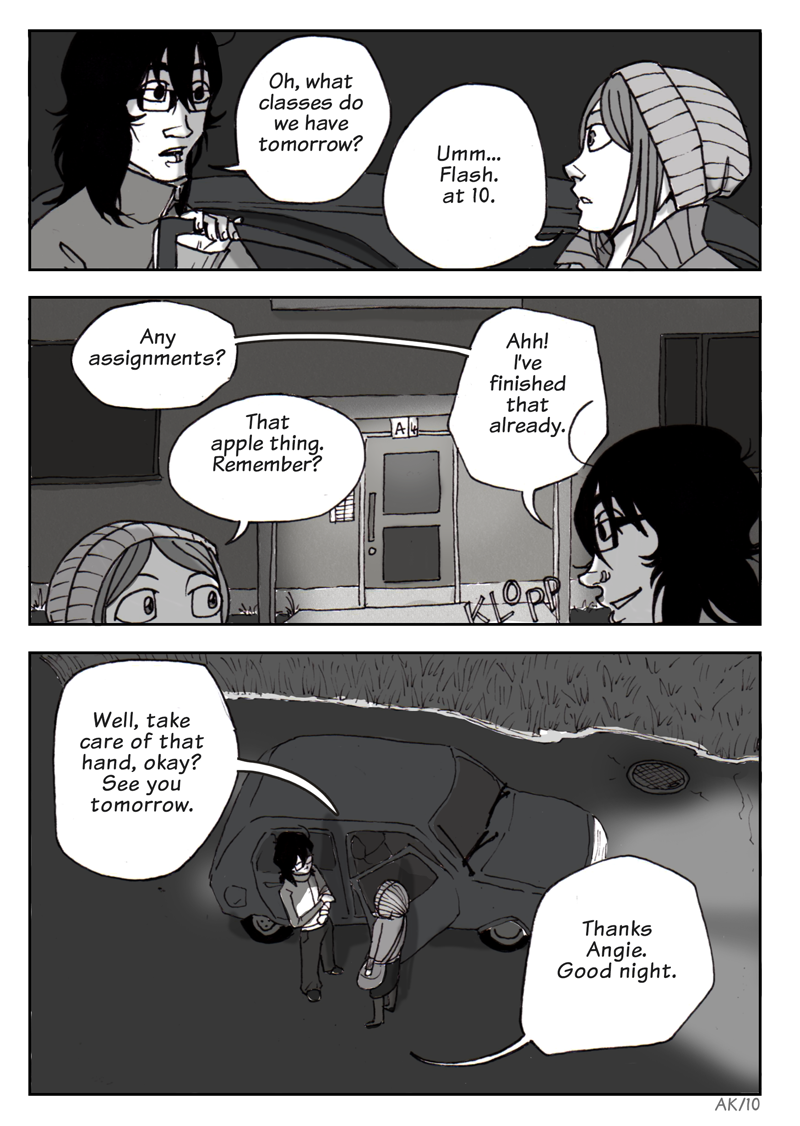 Oh, what
classes do
we have
tomorrow?
Umm...
Flash.
at 10.
Any
assignments?
That
apple thing.
Remember?
Ahh!
I've
finished
that
already.
A 4
KLOPP
Well, take
care of that
hand, okay?
See you
tomorrow.
Thanks
Angie.
Good night.
AK/10